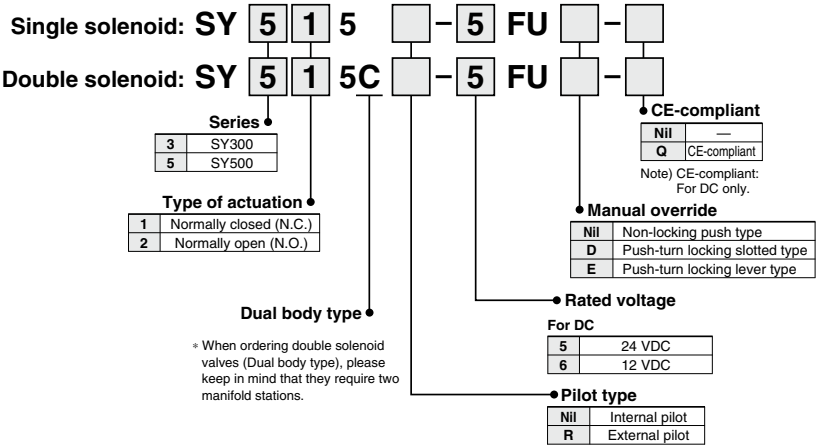 Single solenoid: SY 5 1 5 – 5 FU –
Double solenoid: SY 5 1 5C – 5 FU –
CE-compliant
Nil —
Q CE-compliant
Note) CE-compliant:
For DC only.
Series
3 SY300
5 SY500
Type of actuation
1 Normally closed (N.C.)
2 Normally open (N.O.)
Manual override
Nil Non-locking push type
D Push-turn locking slotted type
E Push-turn locking lever type
Dual body type
* When ordering double solenoid
valves (Dual body type), please
keep in mind that they require two
manifold stations.
Rated voltage
For DC
5 24 VDC
6 12 VDC
Pilot type
Nil Internal pilot
R External pilot